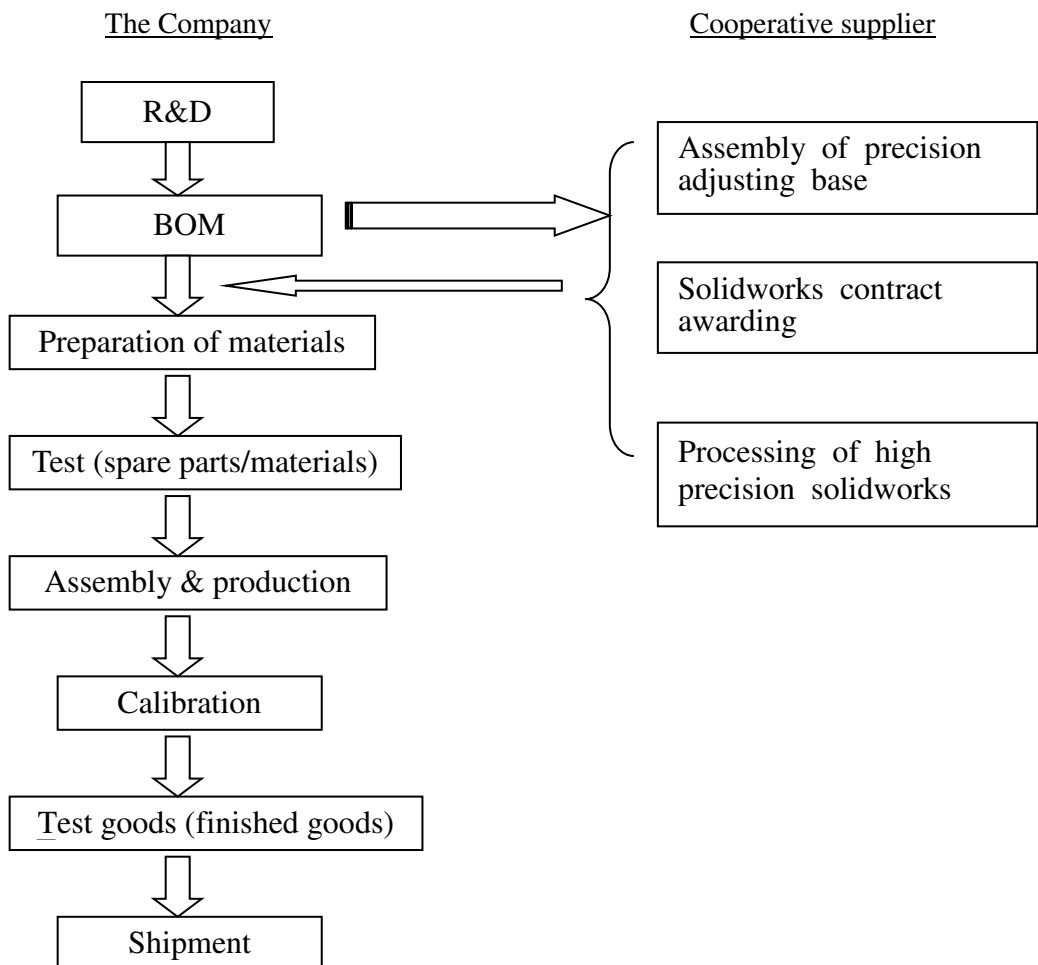 The Company
Cooperative supplier
R&D
BOM
Preparation of materials
Test (spare parts/materials)
Assembly & production
Calibration
Test goods (finished goods)
Shipment
Assembly of precision
adjusting base
Solidworks contract
awarding
Processing of high
precision solidworks